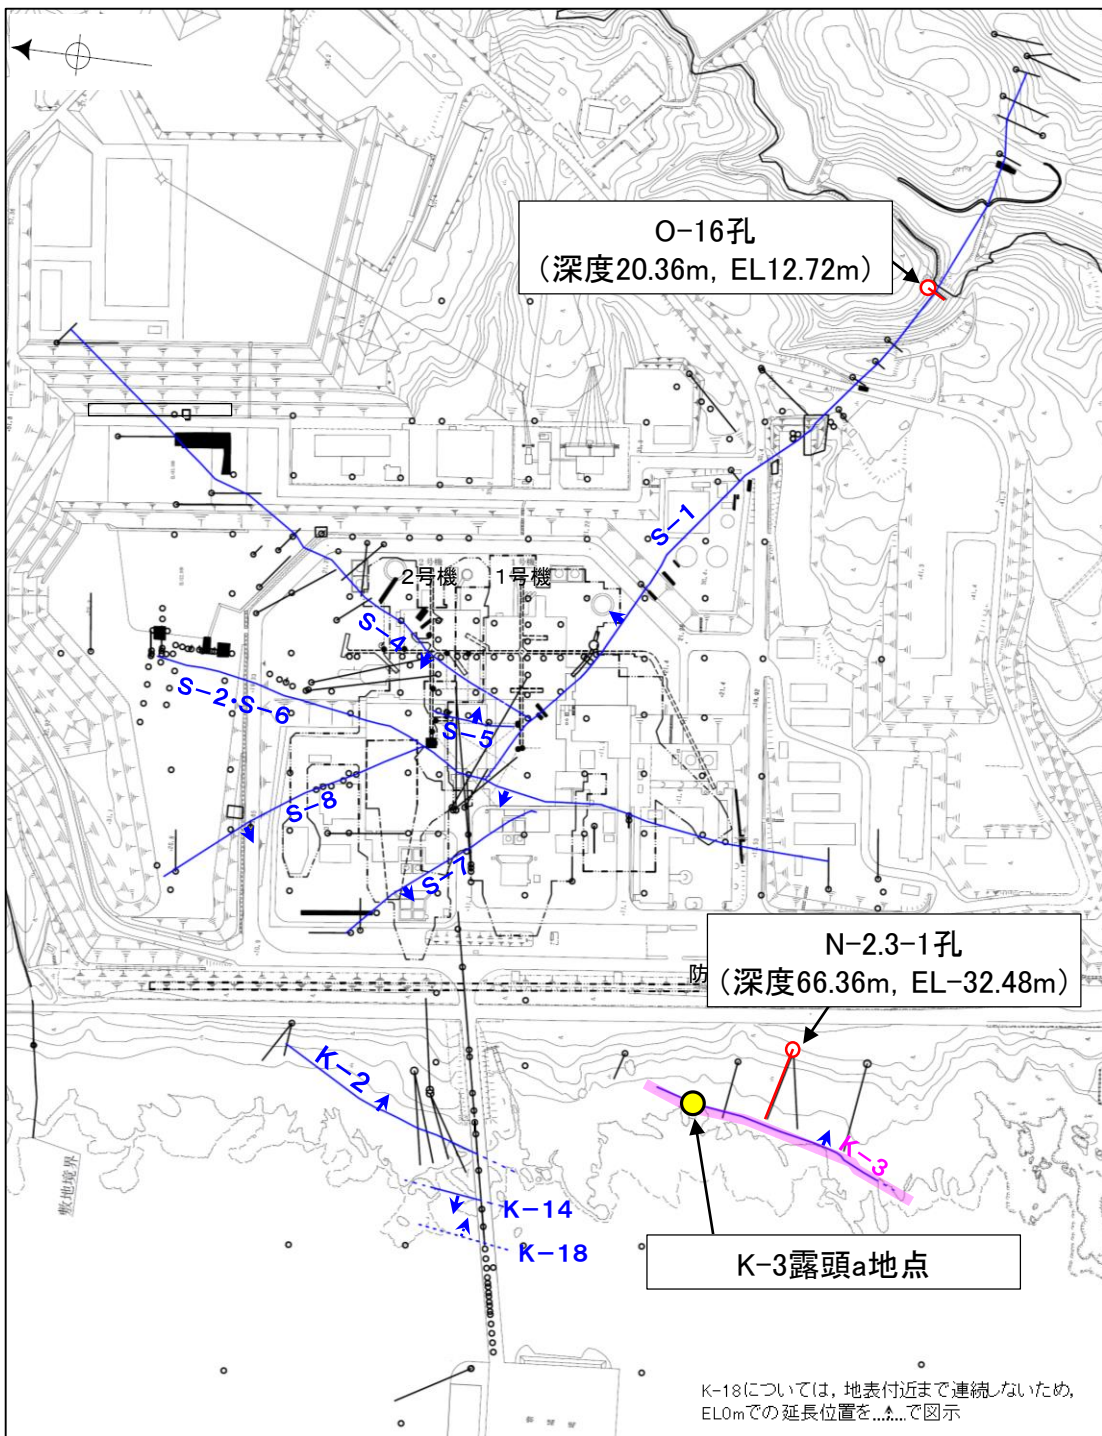 O-16孔
(深度20.36m, EL12.72m)
S-1
2号機
1号機
S-4
S-2・S-6
S-5
S-8
S-7
N-2.3-1孔
防
(深度66.36m, EL-32.48m)
K-2
K-3
敷地境界
K-14
K-18
K-3露頭a地点
K-18については,地表付近まで連続しないため,
EL0mでの延長位置を で図示